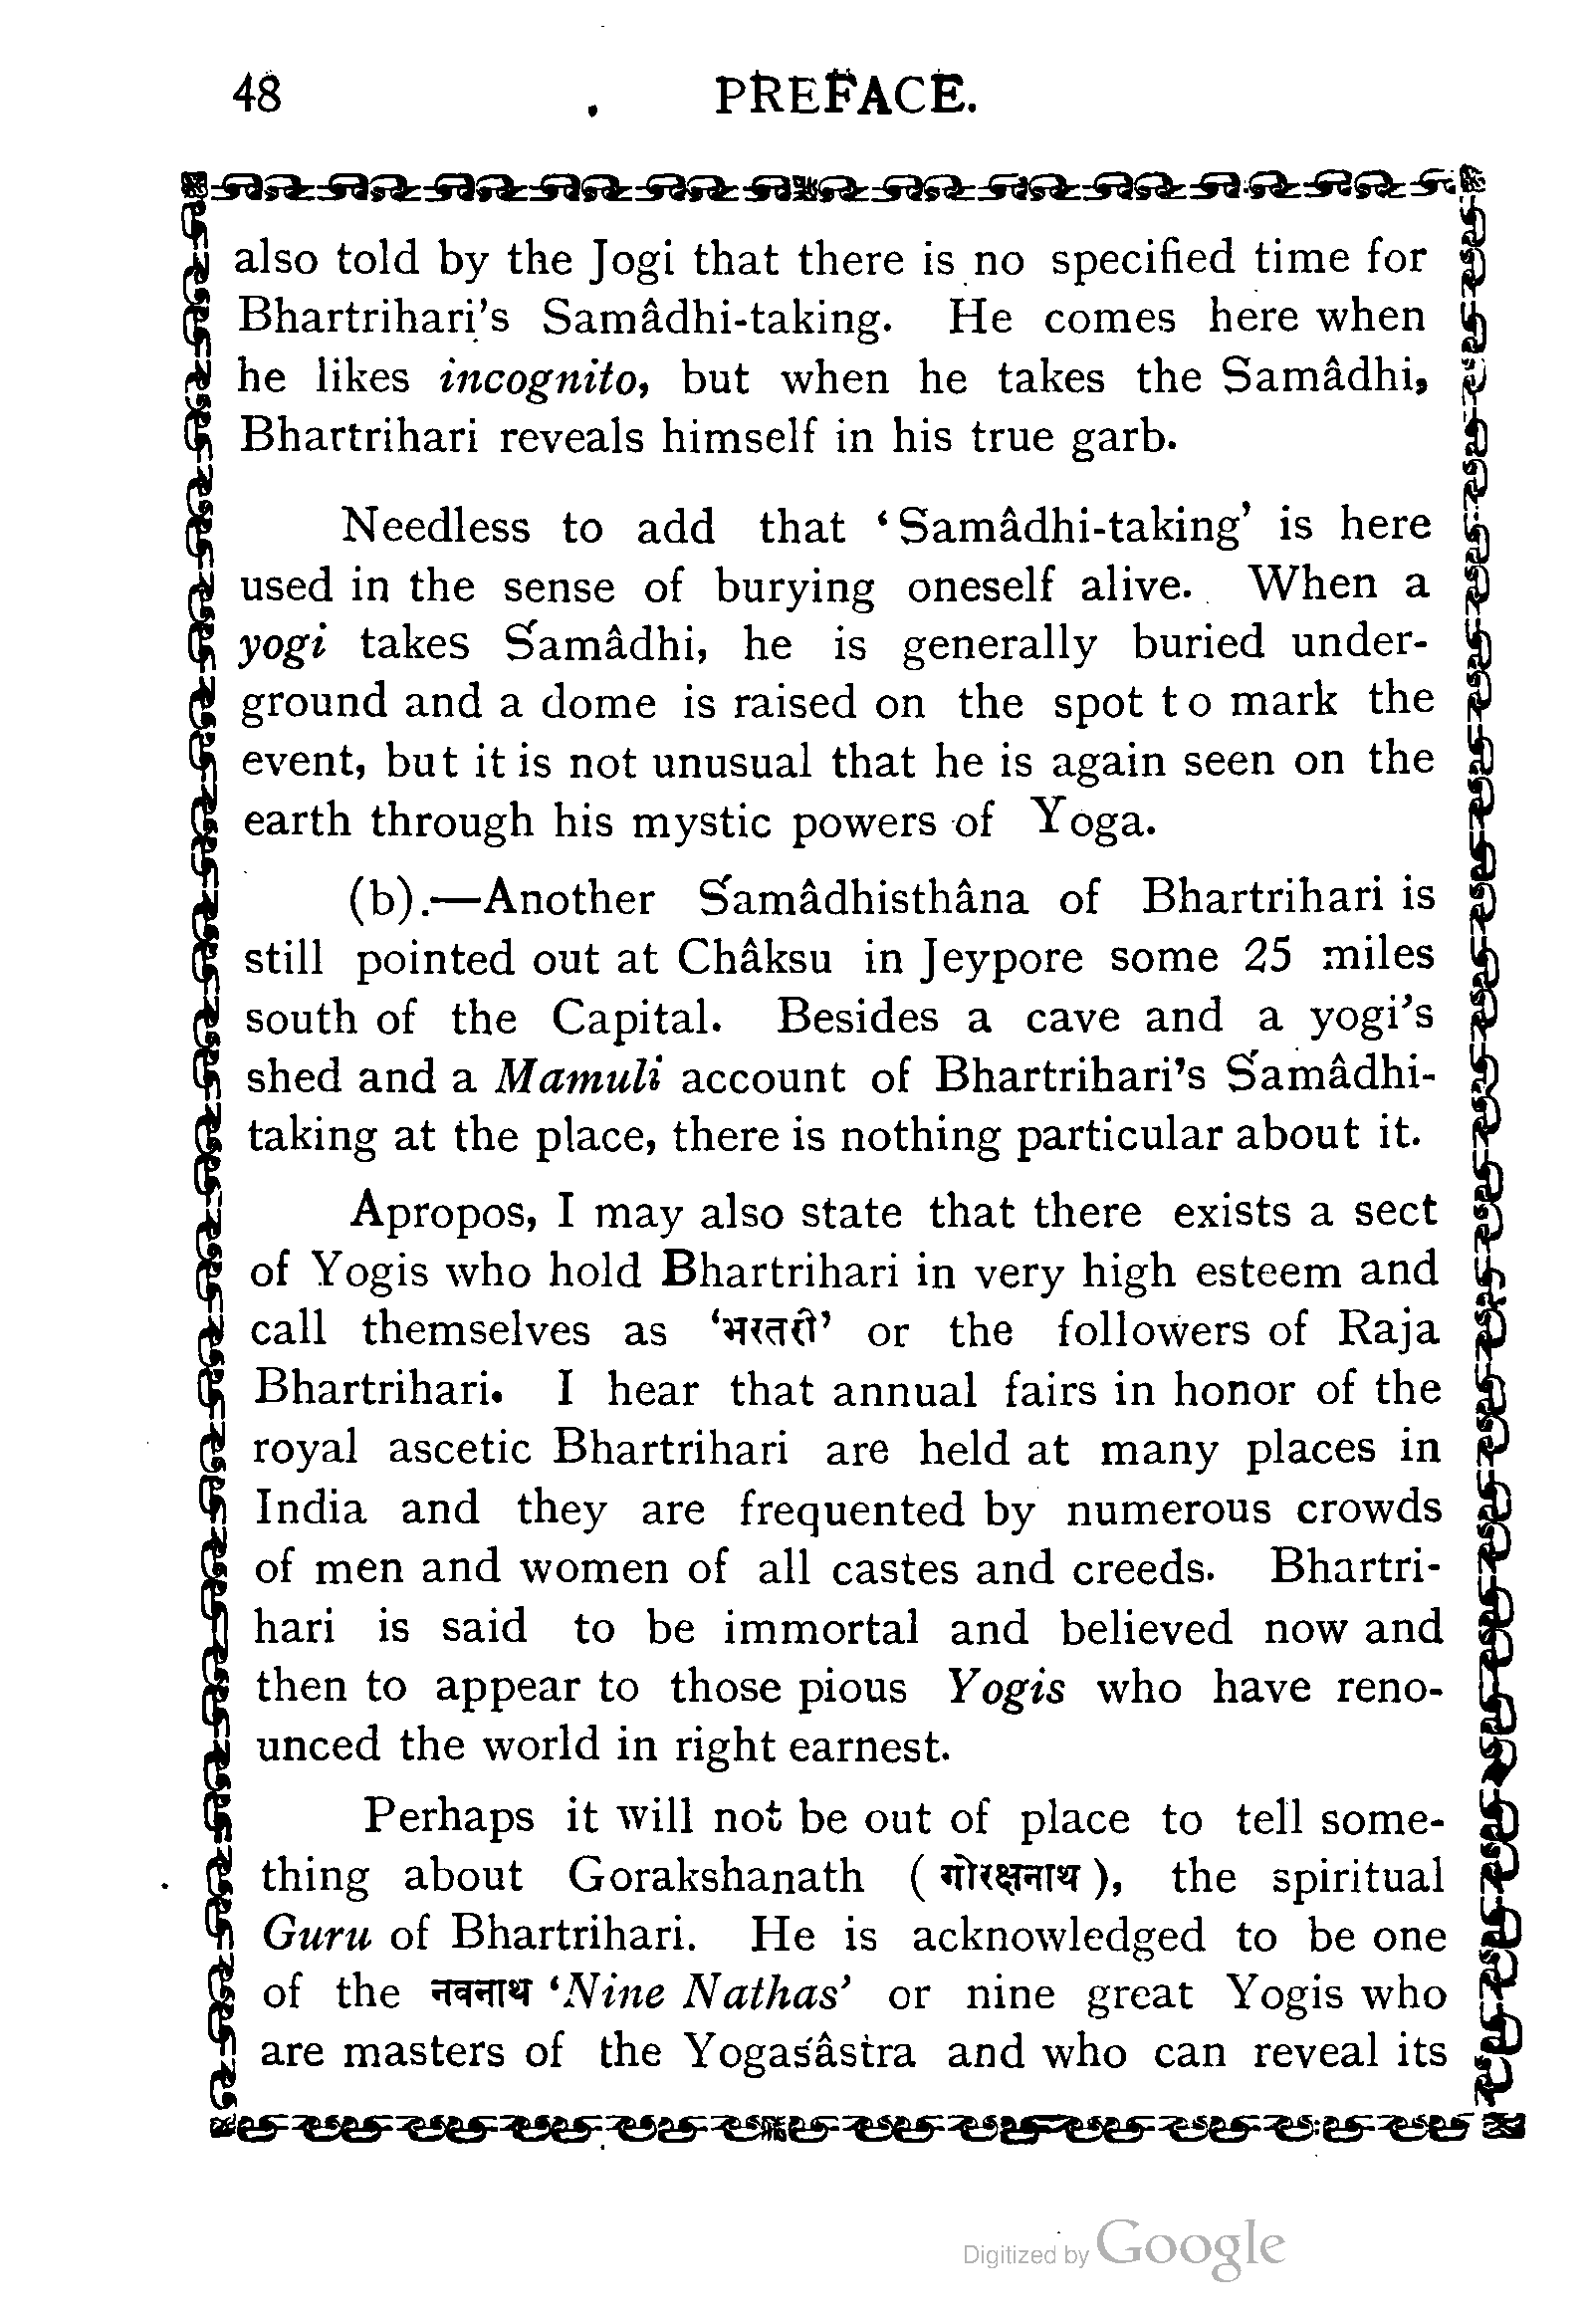 48 PREFACE.
also told by the Jogi that there is no specified time for
Bhartrihari's Samâdhi-taking. He comes here when
he likes incognito, but when he takes the Samâdhi,
Bhartrihari reveals himself in his true garb.
Needless to add that ‘Samâdhi-taking’ is here
used in the sense of burying oneself alive. When a
yogi takes Śamâdhi, he is generally buried under-
ground and a dome is raised on the spot to mark the
event, but it is not unusual that he is again seen on the
earth through his mystic powers of Yoga.
(b).—Another Śamâdhisthâna of Bhartrihari is
still pointed out at Châksu in Jeypore some 25 miles
south of the Capital. Besides a cave and a yogi's
shed and a Mamuli account of Bhartrihari's Śamâdhi-
taking at the place, there is nothing particular about it.
Apropos, I may also state that there exists a sect
of Yogis who hold Bhartrihari in very high esteem and
call themselves as ‘भरतरी’ or the followers of Raja
Bhartrihari. I hear that annual fairs in honor of the
royal ascetic Bhartrihari are held at many places in
India and they are frequented by numerous crowds
of men and women of all castes and creeds. Bhartri-
hari is said to be immortal and believed now and
then to appear to those pious Yogis who have reno-
unced the world in right earnest.
Perhaps it will not be out of place to tell some-
thing about Gorakshanath ( गोरक्षनाथ ), the spiritual
Guru of Bhartrihari. He is acknowledged to be one
of the नवनाथ ‘Nine Nathas’ or nine great Yogis who
are masters of the Yogaśâstra and who can reveal its
Digitized by Google